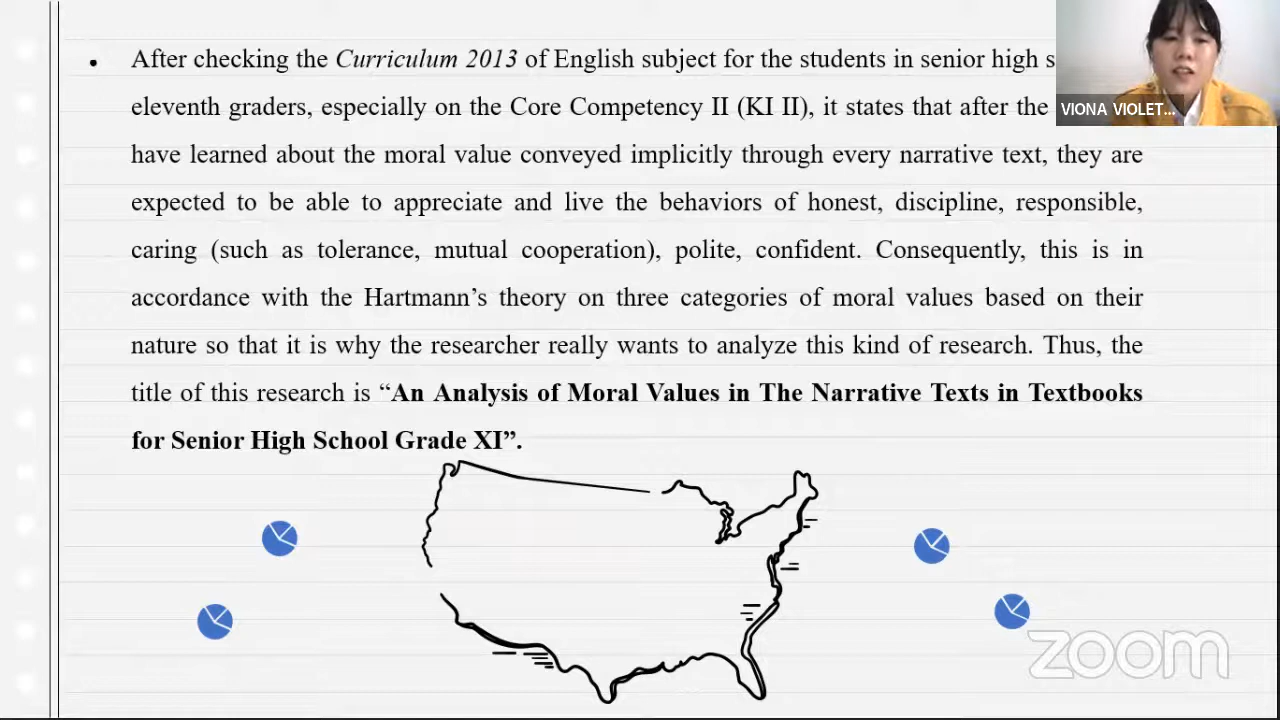 • After checking the Curriculum 2013 of English subject for the students in senior high s
eleventh graders, especially on the Core Competency II (KI II), it states that after the
have learned about the moral value conveyed implicitly through every narrative text, they are
expected to be able to appreciate and live the behaviors of honest, discipline, responsible,
caring (such as tolerance, mutual cooperation), polite, confident. Consequently, this is in
accordance with the Hartmann’s theory on three categories of moral values based on their
nature so that it is why the researcher really wants to analyze this kind of research. Thus, the
title of this research is “An Analysis of Moral Values in The Narrative Texts in Textbooks
for Senior High School Grade XI”.
VIONA VIOLET...
zoom